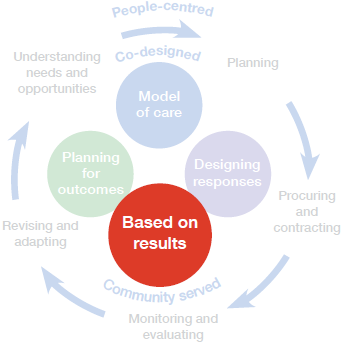 People-centred
Co-designed
Understanding
needs and
opportunities
Planning
Model
of care
Planning
for
outcomes
Designing
responses
Procuring
and
contracting
Based on
results
Revising and
adapting
Community served
Monitoring and
evaluating